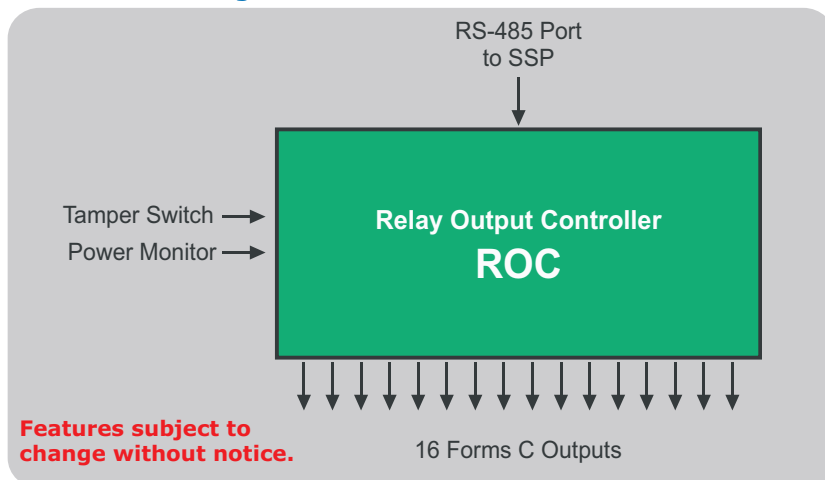 RS-485 Port
to SSP
Tamper Switch
Power Monitor
Relay Output Controller
ROC
Features subject to
change without notice.
16 Forms C Outputs